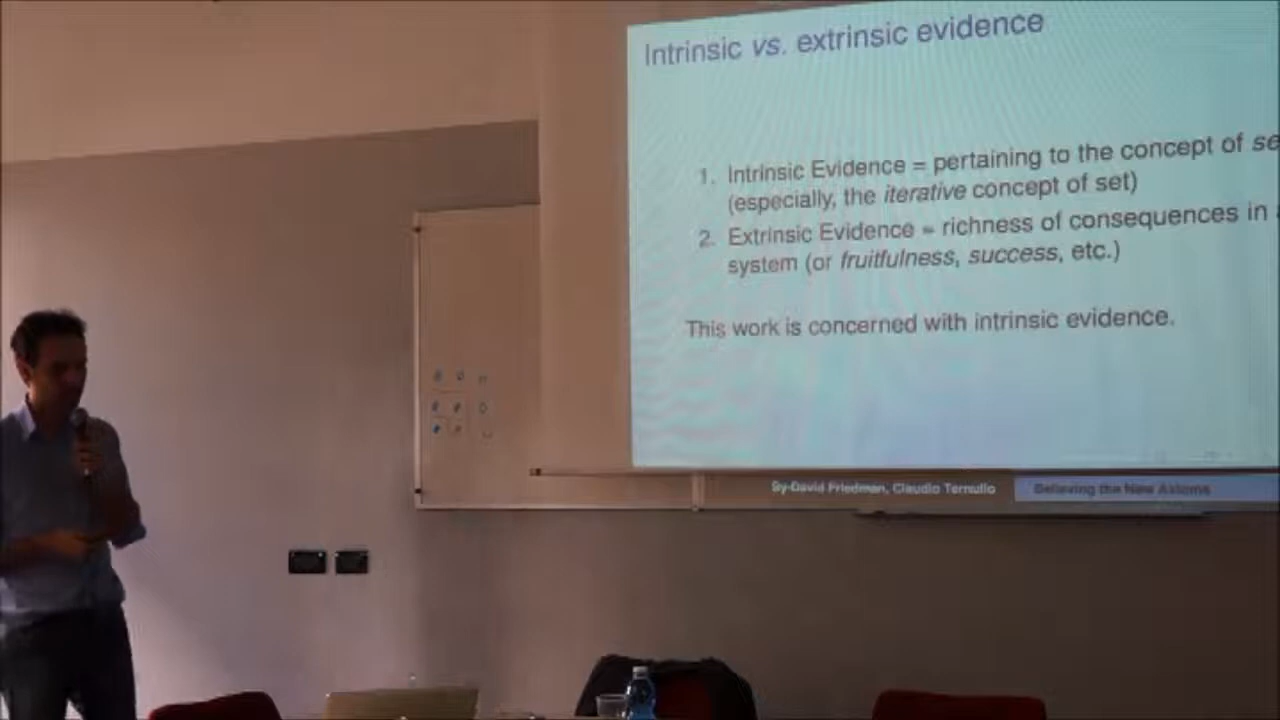 Intrinsic vs. extrinsic evidence
1. Intrinsic Evidence = pertaining to the concept of se
(especially, the iterative concept of set)
2. Extrinsic Evidence = richness of consequences in
system (or fruitfulness, success, etc.)
This work is concerned with intrinsic evidence.
Sy-David Friedman, Claudio Ternullo
Believing the New Axioms